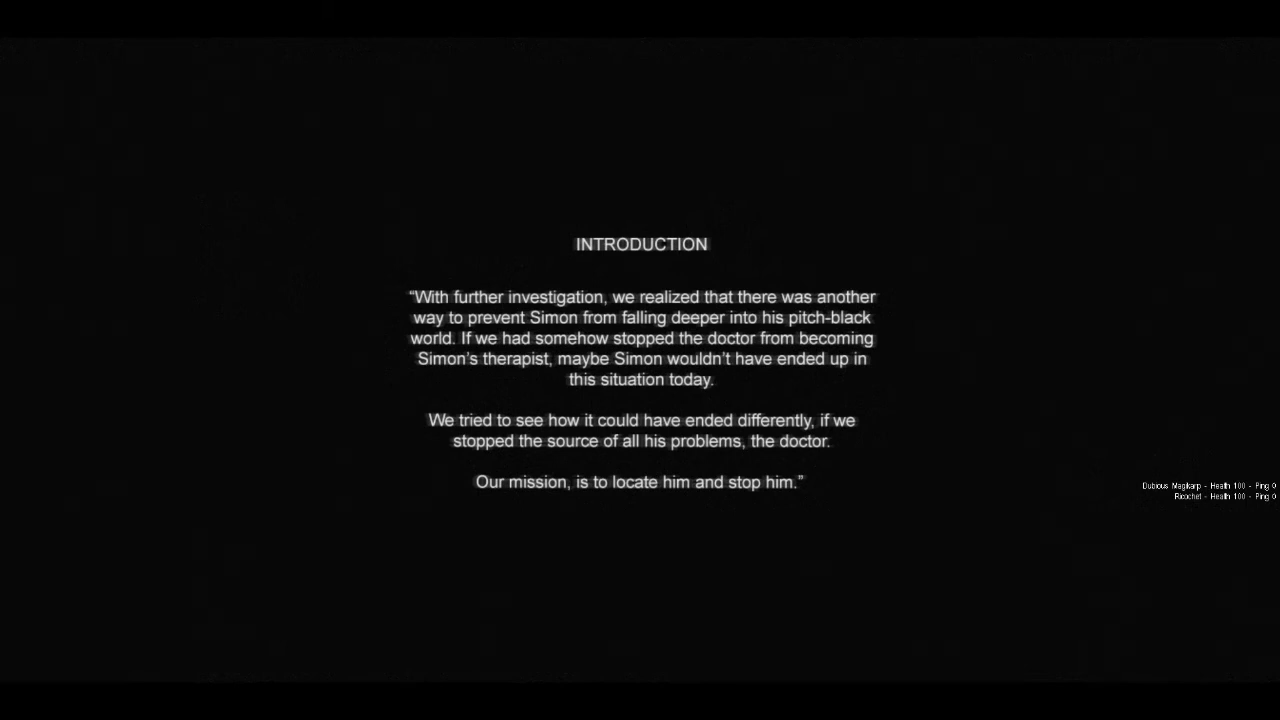 INTRODUCTION
“With further investigation, we realized that there was another
way to prevent Simon from falling deeper into his pitch-black
world. If we had somehow stopped the doctor from becoming
Simon’s therapist, maybe Simon wouldn’t have ended up in
this situation today.
We tried to see how it could have ended differently, if we
stopped the source of all his problems, the doctor.
Our mission, is to locate him and stop him.”
Dubious Magikarp - Health 100 - Ping 0
Ricochet - Health 100 - Ping 0